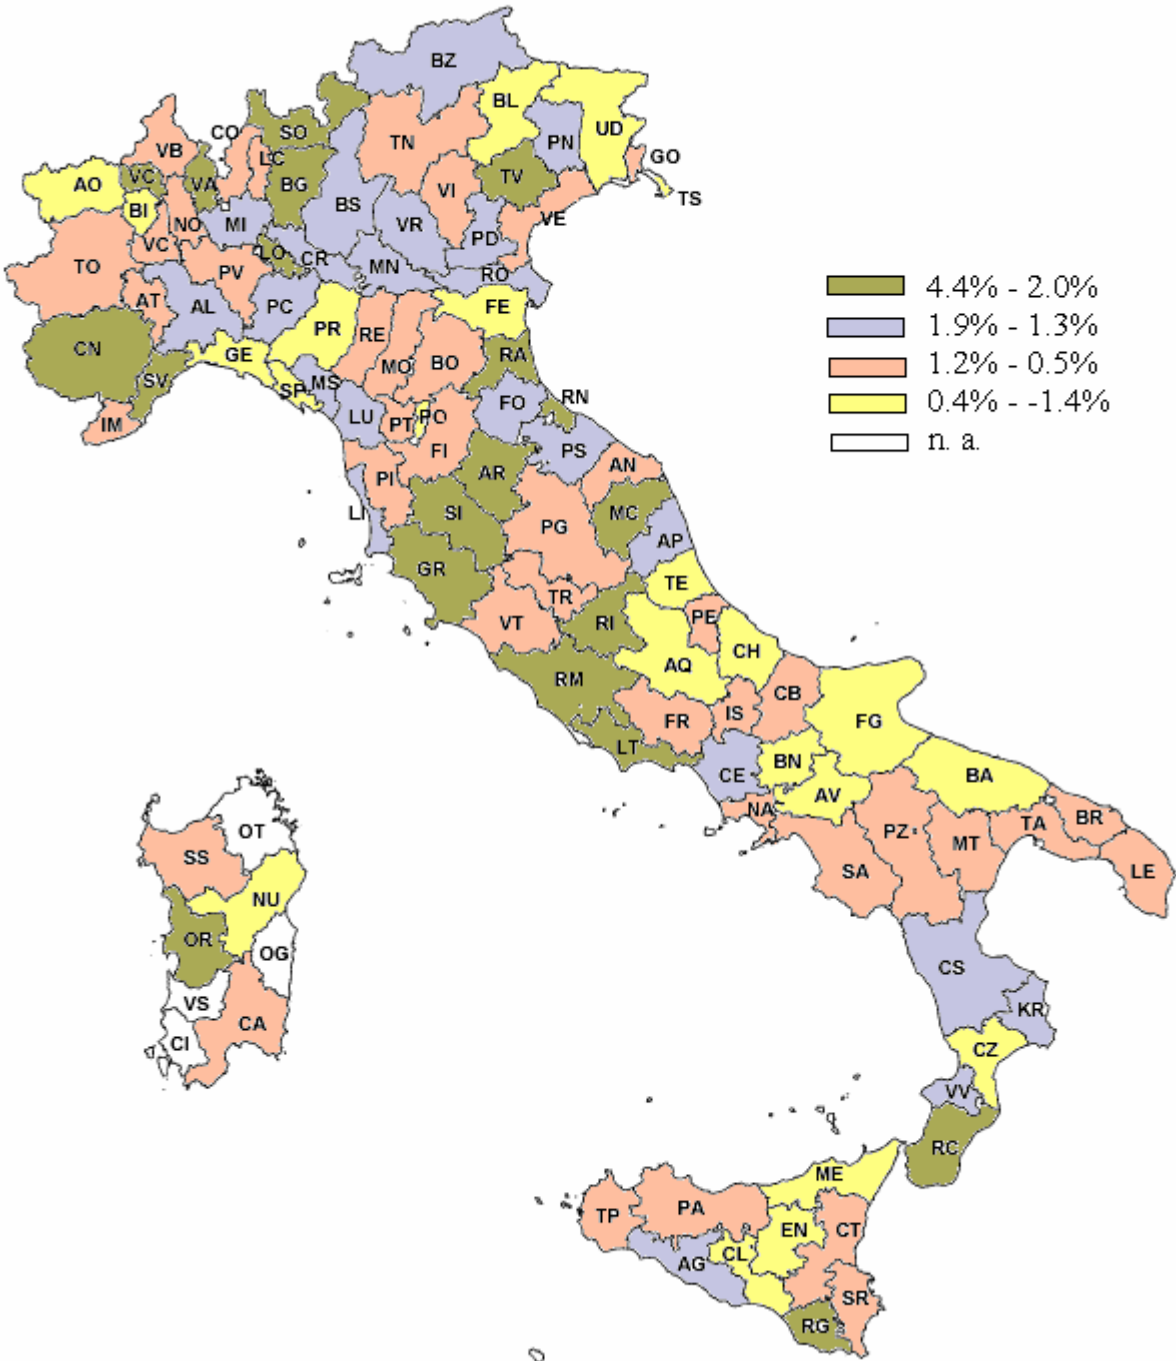 BZ
BL
UD
PN
SO
CO
VB
LC
TN
GO
TS
VI
TV
BG
VA
VC
AO
BI
NO
MI
BS
VR
PD
VE
VC
TO
PV
LO
CR
MN
RO
AT
AL
PC
PR
FE
4.4% - 2.0%
1.9% - 1.3%
1.2% - 0.5%
0.4% - -1.4%
n. a.
CN
GE
RE
MO
BO
RA
SV
SP
MS
IM
LU
PT
PO
FO
RN
FI
PS
PI
AR
AN
LI
SI
MC
PG
AP
GR
TE
TR
VT
RI
PE
CH
AQ
RM
CB
IS
FR
FG
LT
CE
BN
BA
AV
NA
PZ
MT
TA
BR
SA
LE
OT
SS
NU
OR
OG
VS
CA
CI
CS
KR
CZ
VV
RC
ME
TP
PA
EN
CT
CL
AG
SR
RG